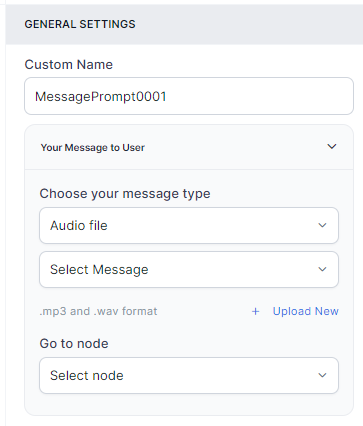 GENERAL SETTINGS
Custom Name
MessagePrompt0001
Your Message to User
Choose your message type
Audio file
Select Message
.mp3 and .wav format + Upload New
Go to node
Select node